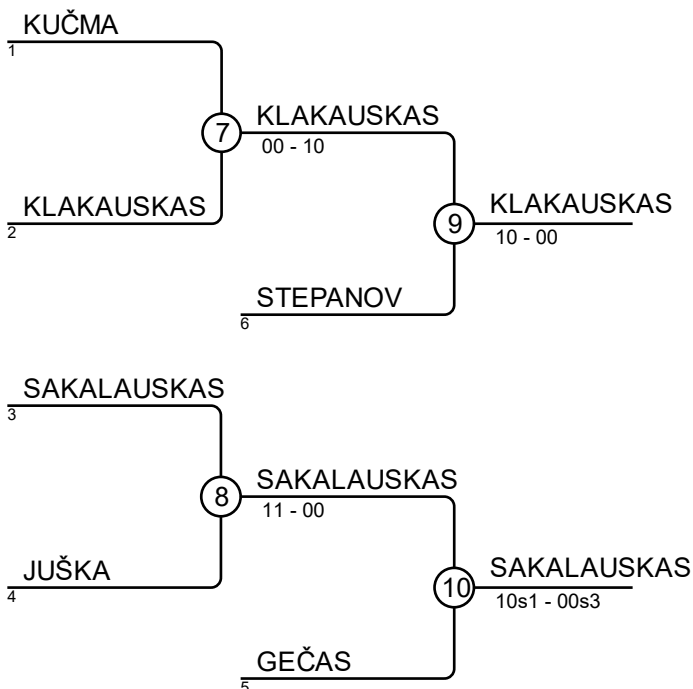 KUČMA
1
7
KLAKAUSKAS
00 - 10
KLAKAUSKAS
2
9
KLAKAUSKAS
10 - 00
STEPANOV
6
SAKALAUSKAS
3
8
SAKALAUSKAS
11 - 00
JUŠKA
4
10
SAKALAUSKAS
10s1 - 00s3
GEČAS
5